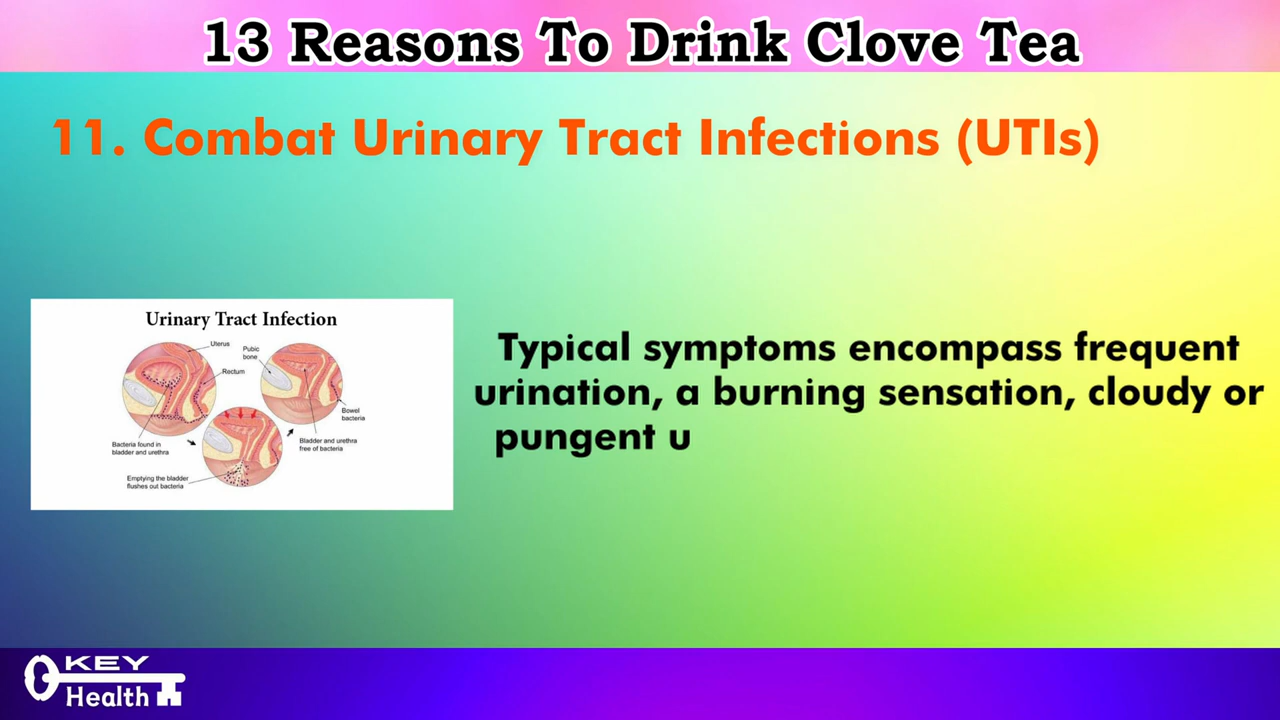 13 Reasons To Drink Clove Tea
11. Combat Urinary Tract Infections (UTIs)
Urinary Tract Infection
Uterus
Pubic
bone
Rectum
Bowel
bacteria
Bacteria found in
bladder and urethra
Bladder and urethra
free of bacteria
Emptying the bladder
flushes out bacteria
Typical symptoms encompass frequent
urination, a burning sensation, cloudy or
pungent u
KEY
Health